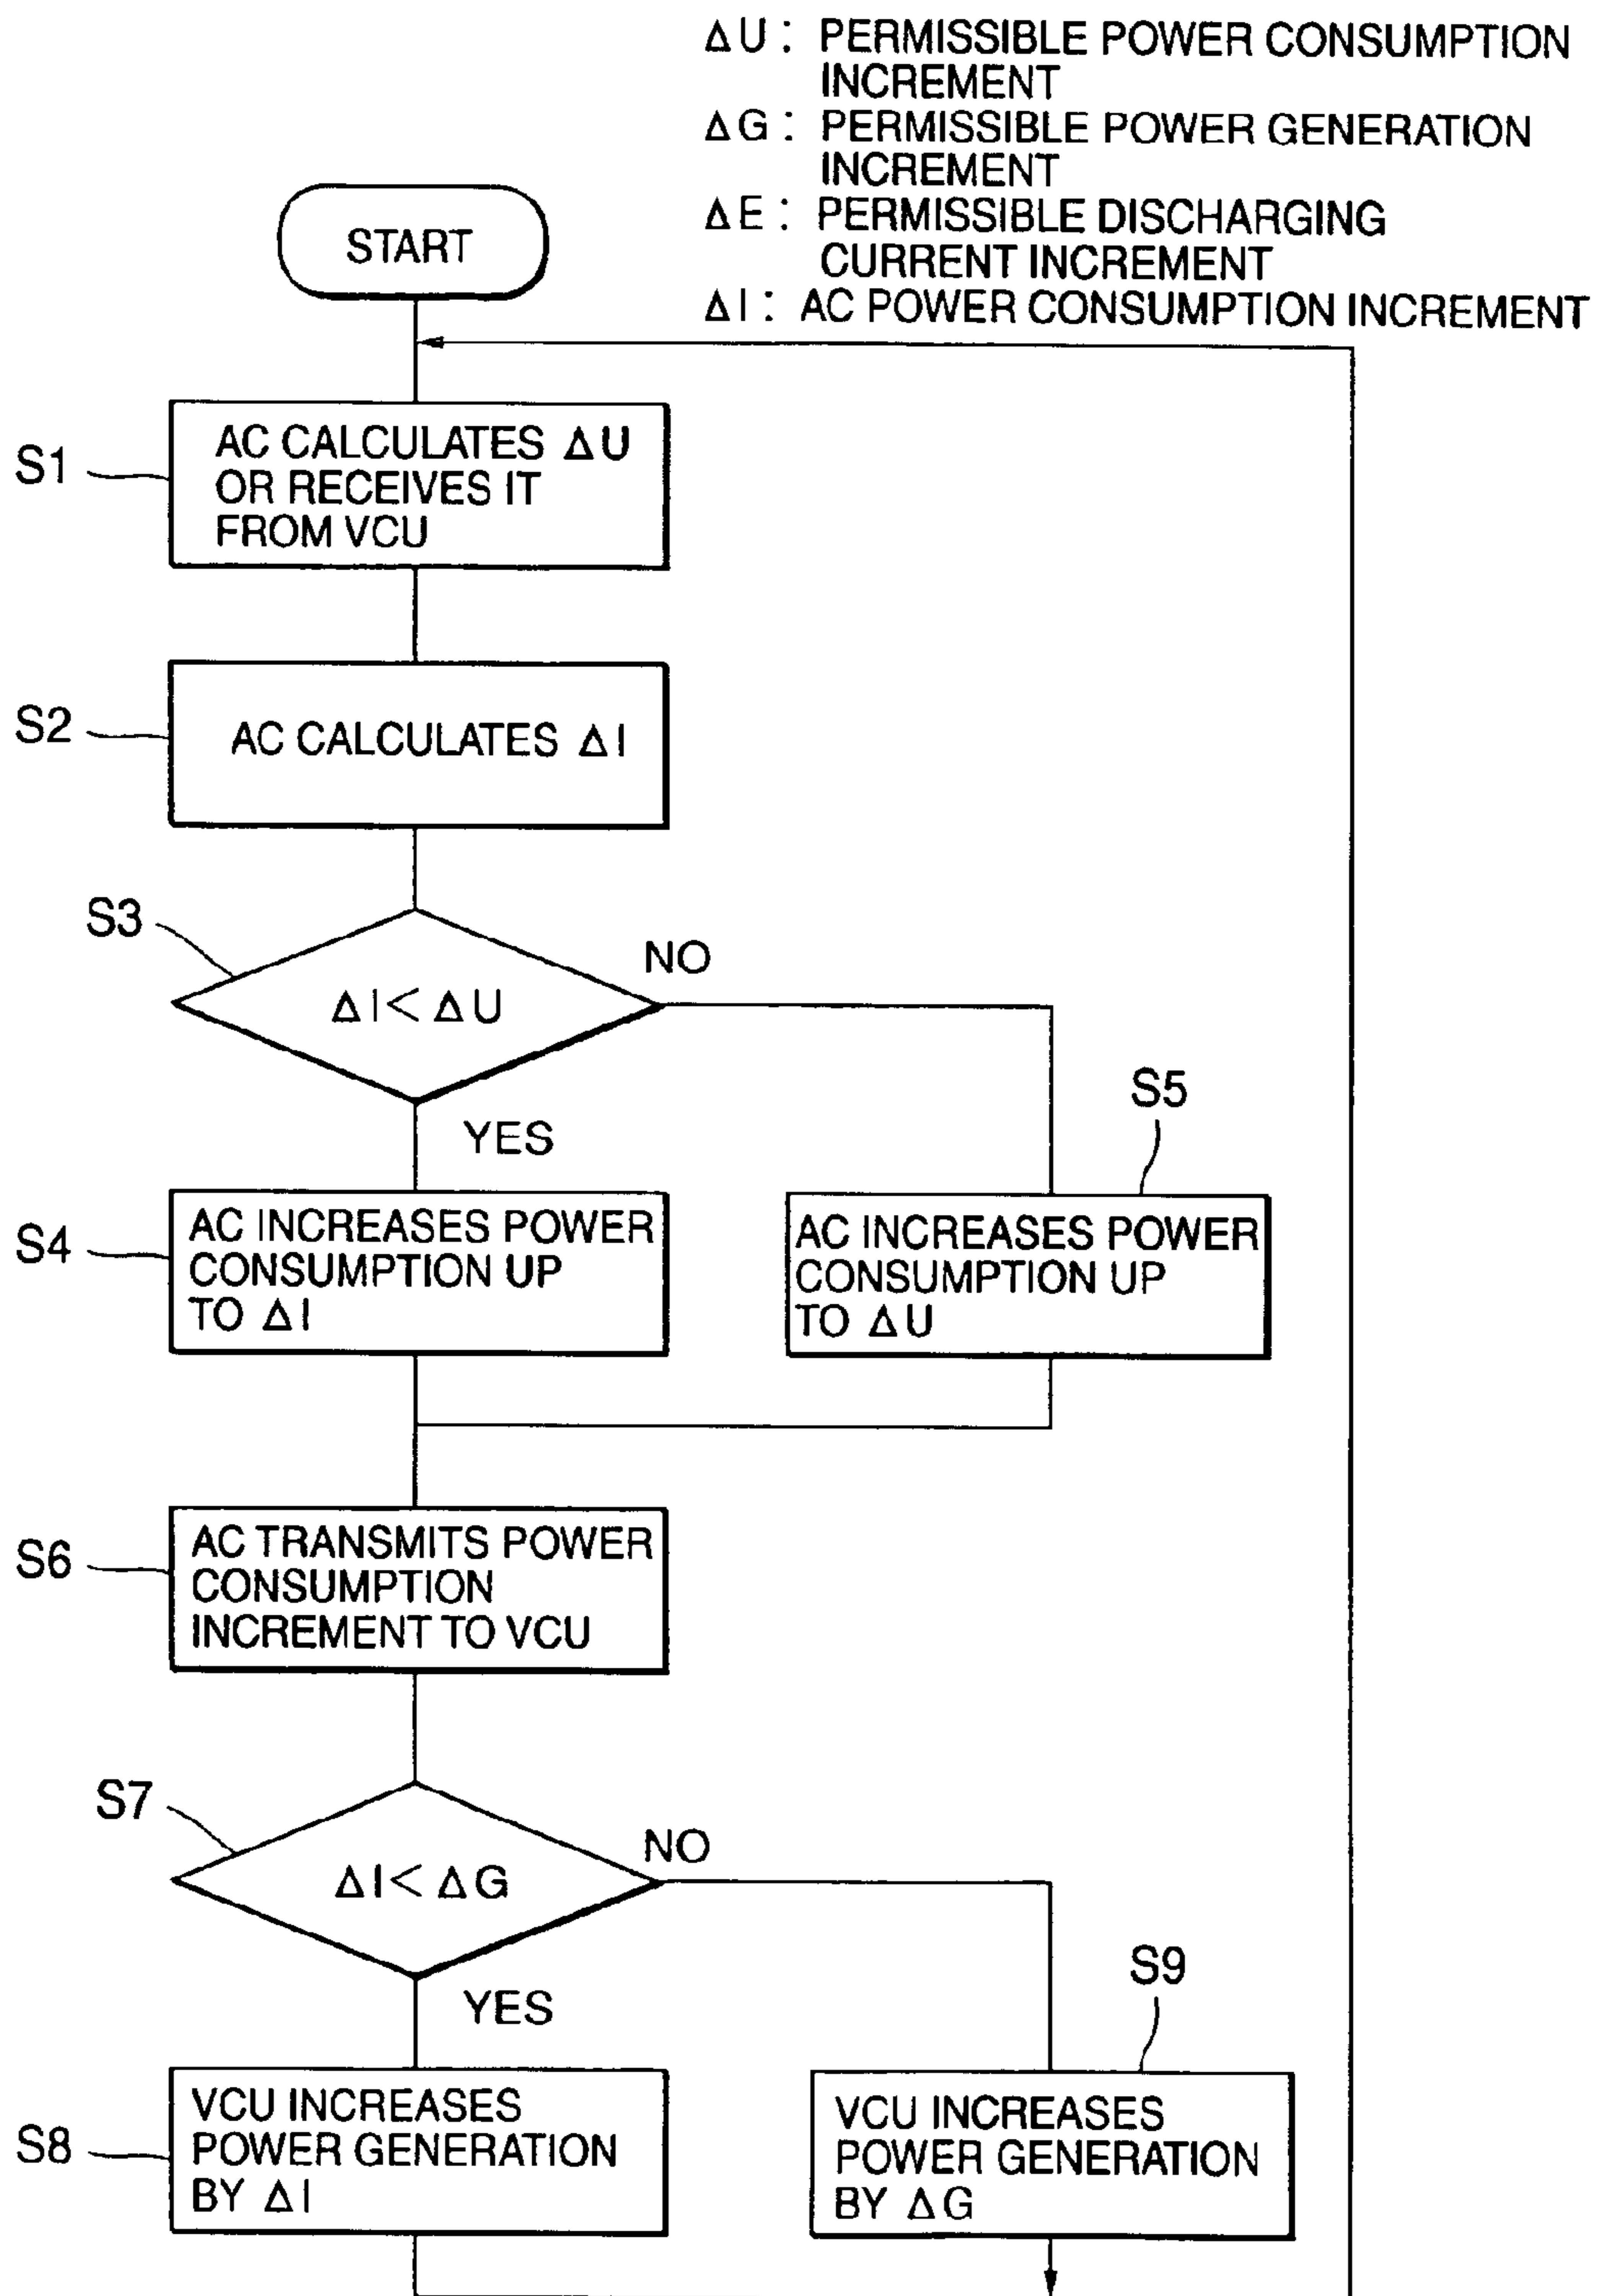 ΔU : PERMISSIBLE POWER CONSUMPTION
INCREMENT
ΔG : PERMISSIBLE POWER GENERATION
INCREMENT
ΔE : PERMISSIBLE DISCHARGING
CURRENT INCREMENT
ΔI : AC POWER CONSUMPTION INCREMENT
START
S1
AC CALCULATES ΔU
OR RECEIVES IT
FROM VCU
S2
AC CALCULATES ΔI
S3
ΔI< ΔU
NO
YES
S4
AC INCREASES POWER
CONSUMPTION UP
TO ΔI
S5
AC INCREASES POWER
CONSUMPTION UP
TO ΔU
S6
AC TRANSMITS POWER
CONSUMPTION
INCREMENT TO VCU
S7
ΔI< ΔG
NO
YES
S8
VCU INCREASES
POWER GENERATION
BY ΔI
S9
VCU INCREASES
POWER GENERATION
BY ΔG